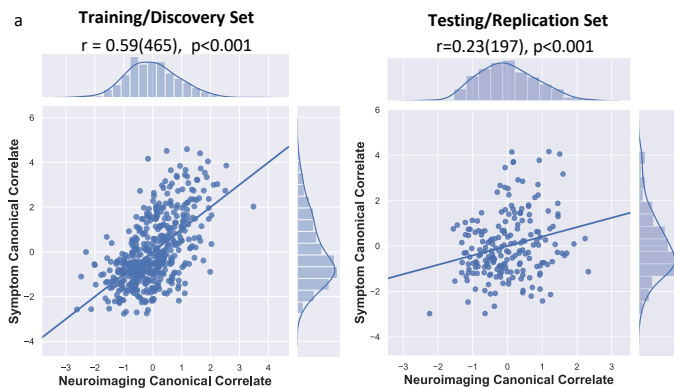 a
Training/Discovery Set
r = 0.59(465), p<0.001
6
4
2
0
−2
−4
Symptom Canonical Correlate
−3 −2 −1 0 1 2 3 4
Neuroimaging Canonical Correlate
Testing/Replication Set
r=0.23(197), p<0.001
6
4
2
0
−2
−4
Symptom Canonical Correlate
−3 −2 −1 0 1 2 3
Neuroimaging Canonical Correlate